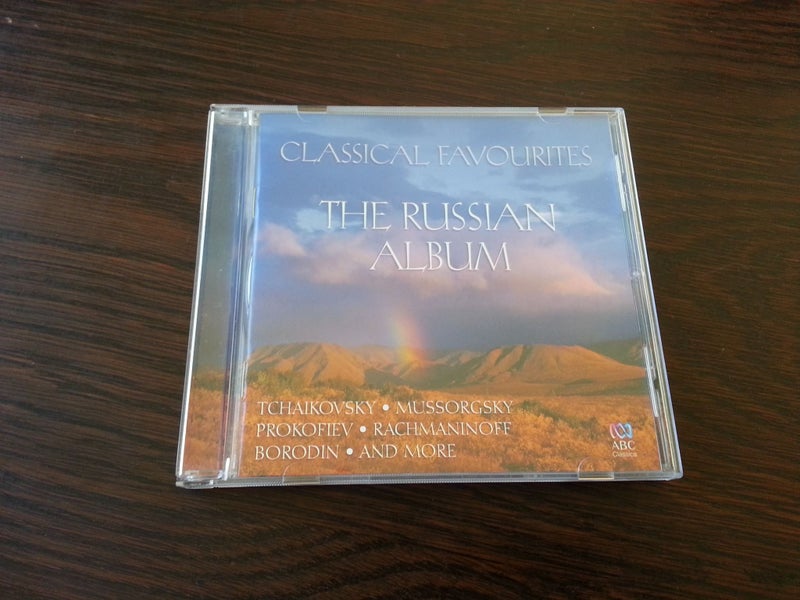 CLASSICAL FAVOURITES
THE RUSSIAN
ALBUM
TCHAIKOVSKY • MUSSORGSKY
PROKOFIEV • RACHMANINOFF
BORODIN • AND MORE
ABC
Classics